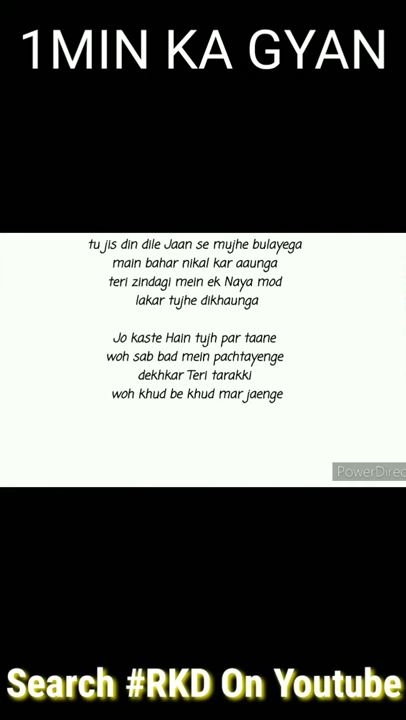 1MIN KA GYAN
tu jis din dile Jaan se mujhe bulayega
main bahar nikal kar aaunga
teri zindagi mein ek Naya mod
lakar tujhe dikhaunga
Jo kaste Hain tujh par taane
woh sab bad mein pachtayenge
dekhkar Teri tarakki
woh khud be khud mar jaenge
PowerDirec
Search #RKD On Youtube